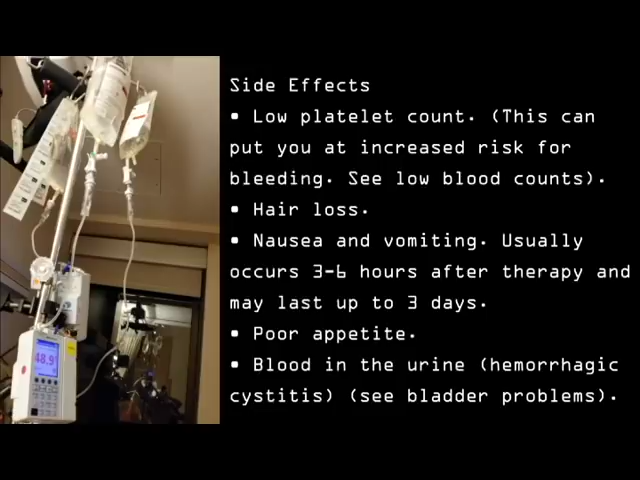 Side Effects
• Low platelet count. (This can
put you at increased risk for
bleeding. See low blood counts).
• Hair loss.
• Nausea and vomiting. Usually
occurs 3-6 hours after therapy and
may last up to 3 days.
• Poor appetite.
• Blood in the urine (hemorrhagic
cystitis) (see bladder problems).
48.9